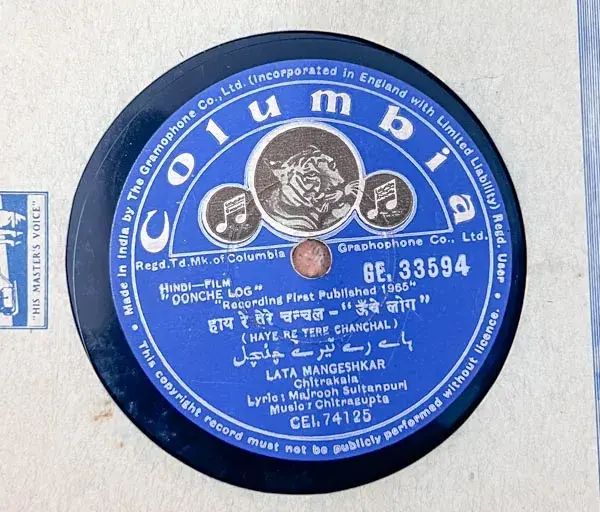 Made in India by The Gramophone Co., Ltd. (Incorporated in England with Limited Liability) Regd. User
Columbia
Regd. Td. Mk. of Columbia Graphophone Co., Ltd.
GE. 33594
HINDI-FILM
"OONCHE LOG"
"Recording First Published 1965"
हाय रे तेरे चन्चल - "ऊँचे लोग"
(HAYE RE TERE CHANCHAL)
ہاے رے تیرے چنچل
LATA MANGESHKAR
Chitrakala
Lyric: Majrooh Sultanpuri
Music: Chitragupta
CEI. 74125
This copyright record must not be publicly performed without licence.
"HIS MASTER'S VOICE"